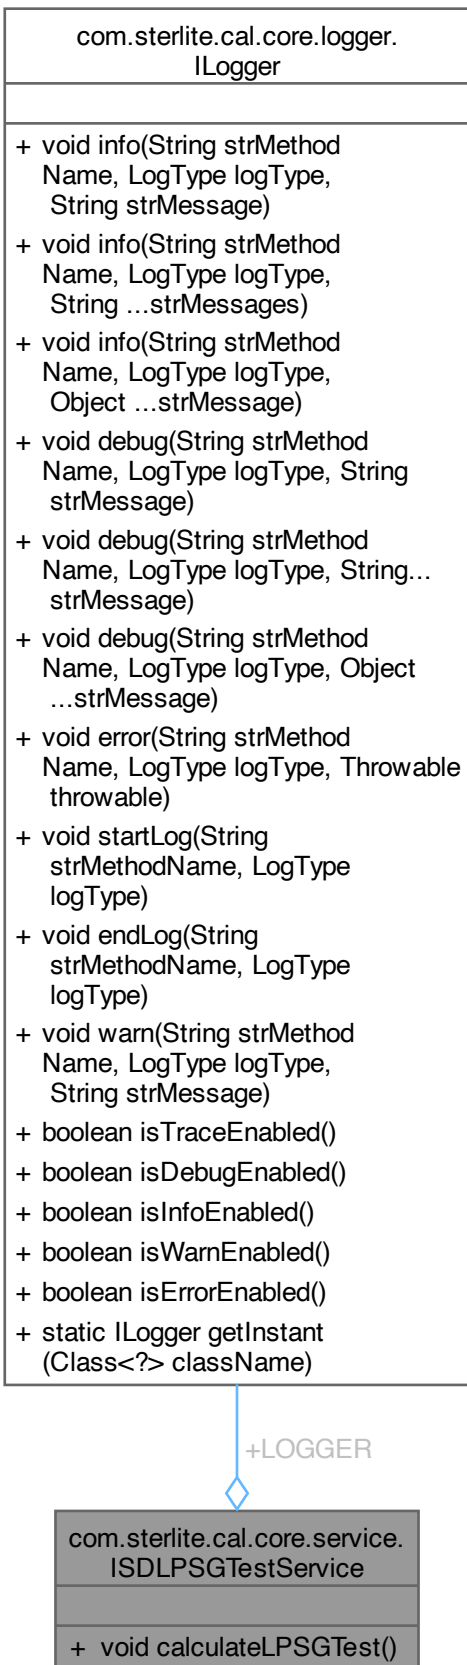 com.sterlite.cal.core.logger.
ILogger
+ void info(String strMethod
Name, LogType logType,
String strMessage)
+ void info(String strMethod
Name, LogType logType,
String ...strMessages)
+ void info(String strMethod
Name, LogType logType,
Object ...strMessage)
+ void debug(String strMethod
Name, LogType logType, String
strMessage)
+ void debug(String strMethod
Name, LogType logType, String...
strMessage)
+ void debug(String strMethod
Name, LogType logType, Object
...strMessage)
+ void error(String strMethod
Name, LogType logType, Throwable
throwable)
+ void startLog(String
strMethodName, LogType
logType)
+ void endLog(String
strMethodName, LogType
logType)
+ void warn(String strMethod
Name, LogType logType,
String strMessage)
+ boolean isTraceEnabled()
+ boolean isDebugEnabled()
+ boolean isInfoEnabled()
+ boolean isWarnEnabled()
+ boolean isErrorEnabled()
+ static ILogger getInstant
(Class<?> className)
+LOGGER
com.sterlite.cal.core.service.
ISDLPSGTestService
+ void calculateLPSGTest()